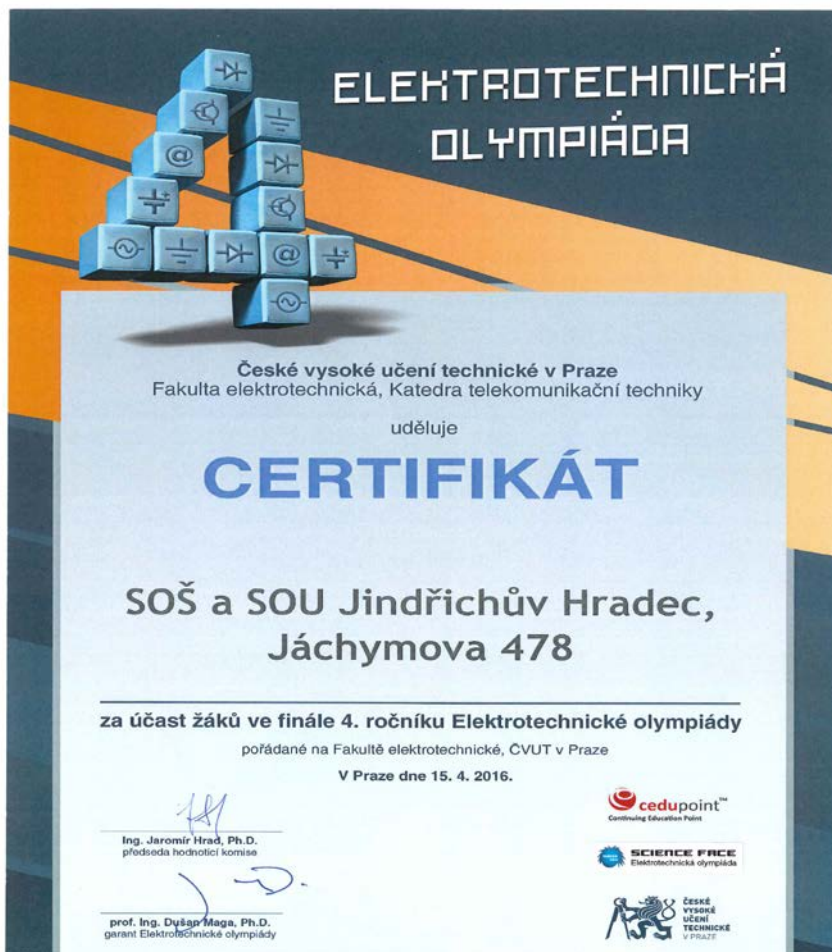 ELEKTROTECHNICKÁ
OLYMPIÁDA
České vysoké učení technické v Praze
Fakulta elektrotechnická, Katedra telekomunikační techniky
uděluje
CERTIFIKÁT
SOŠ a SOU Jindřichův Hradec,
Jáchymova 478
za účast žáků ve finále 4. ročníku Elektrotechnické olympiády
pořádané na Fakultě elektrotechnické, ČVUT v Praze
V Praze dne 15. 4. 2016.
Ing. Jaromír Hrad, Ph.D.
předseda hodnotící komise
prof. Ing. Dušan Maga, Ph.D.
garant Elektrotechnické olympiády
cedupoint™
Continuing Education Point
SCIENCE FACE
Elektrotechnická olympiáda
ČESKÉ
VYSOKÉ
UČENÍ
TECHNICKÉ
V PRAZE